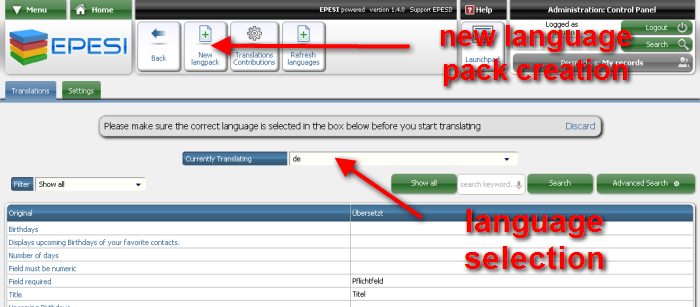 Menu
Home
EPESI powered version 1.4.0 Support EPESI!
Help
Administration: Control Panel
EPESI
Back
New langpack
Translations Contributions
Refresh languages
Launchpad
Logged as
Logout
Search
My records
new language
pack creation
Translations
Settings
Please make sure the correct language is selected in the box below before you start translating
Discard
Currently Translating
de
Filter
Show all
Show all
search keyword...
Search
Advanced Search
language
selection
Original
Übersetzt
Birthdays
Displays upcoming Birthdays of your favorite contacts.
Number of days
Field must be numeric
Field required
Pflichtfeld
Title
Titel
Upcoming Birthdays